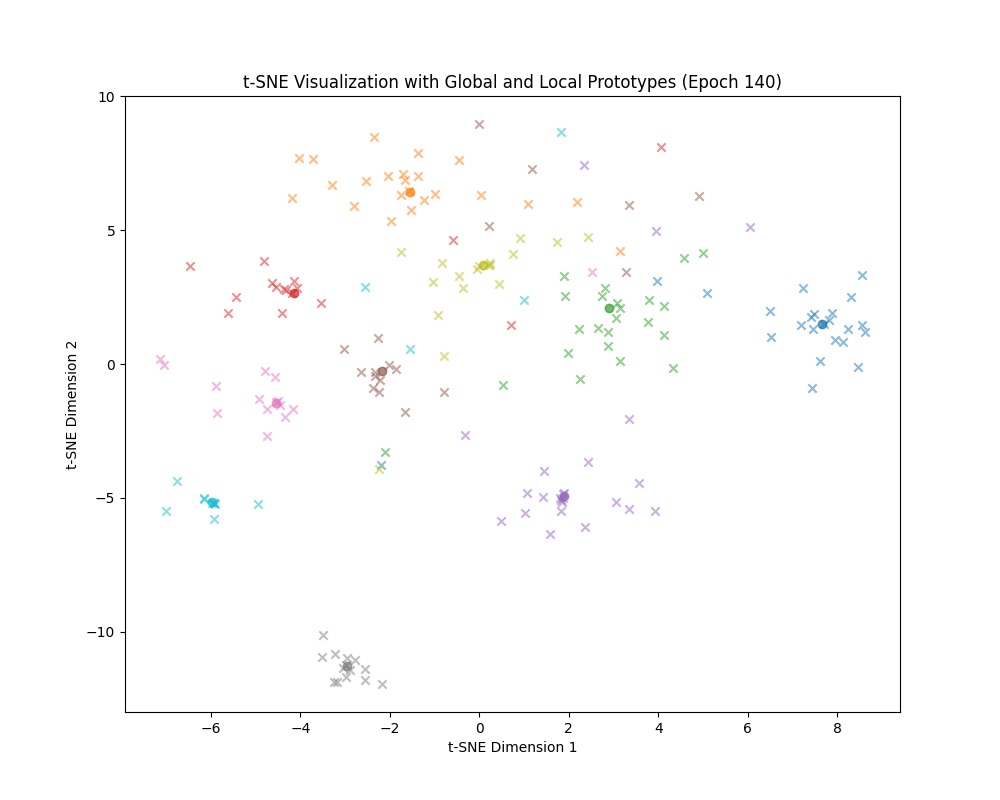 t-SNE Visualization with Global and Local Prototypes (Epoch 140)
10
5
0
−5
−10
t-SNE Dimension 2
−6 −4 −2 0 2 4 6 8
t-SNE Dimension 1